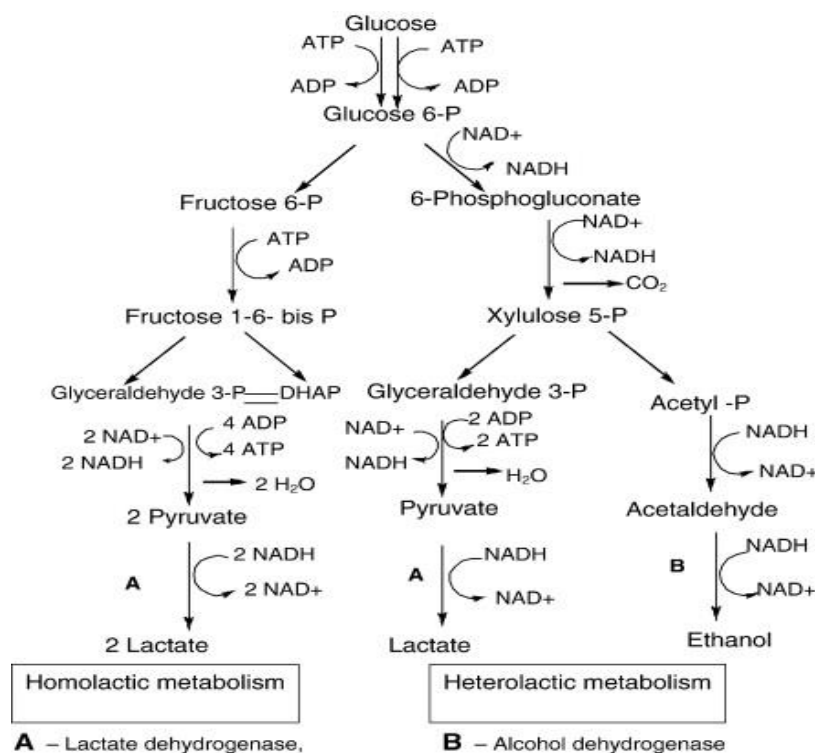 Glucose
ATP
ATP
ADP
ADP
Glucose 6-P
NAD+
NADH
Fructose 6-P
6-Phosphogluconate
ATP
NAD+
ADP
NADH
CO2
Fructose 1-6- bis P
Xylulose 5-P
Glyceraldehyde 3-P
DHAP
Glyceraldehyde 3-P
Acetyl -P
2 NAD+
4 ADP
NAD+
2 ADP
NADH
2 NADH
4 ATP
NADH
2 ATP
NAD+
2 H2O
H2O
2 Pyruvate
Pyruvate
Acetaldehyde
A
2 NADH
A
NADH
B
NADH
2 NAD+
NAD+
NAD+
2 Lactate
Lactate
Ethanol
Homolactic metabolism
Heterolactic metabolism
A – Lactate dehydrogenase,
B – Alcohol dehydrogenase